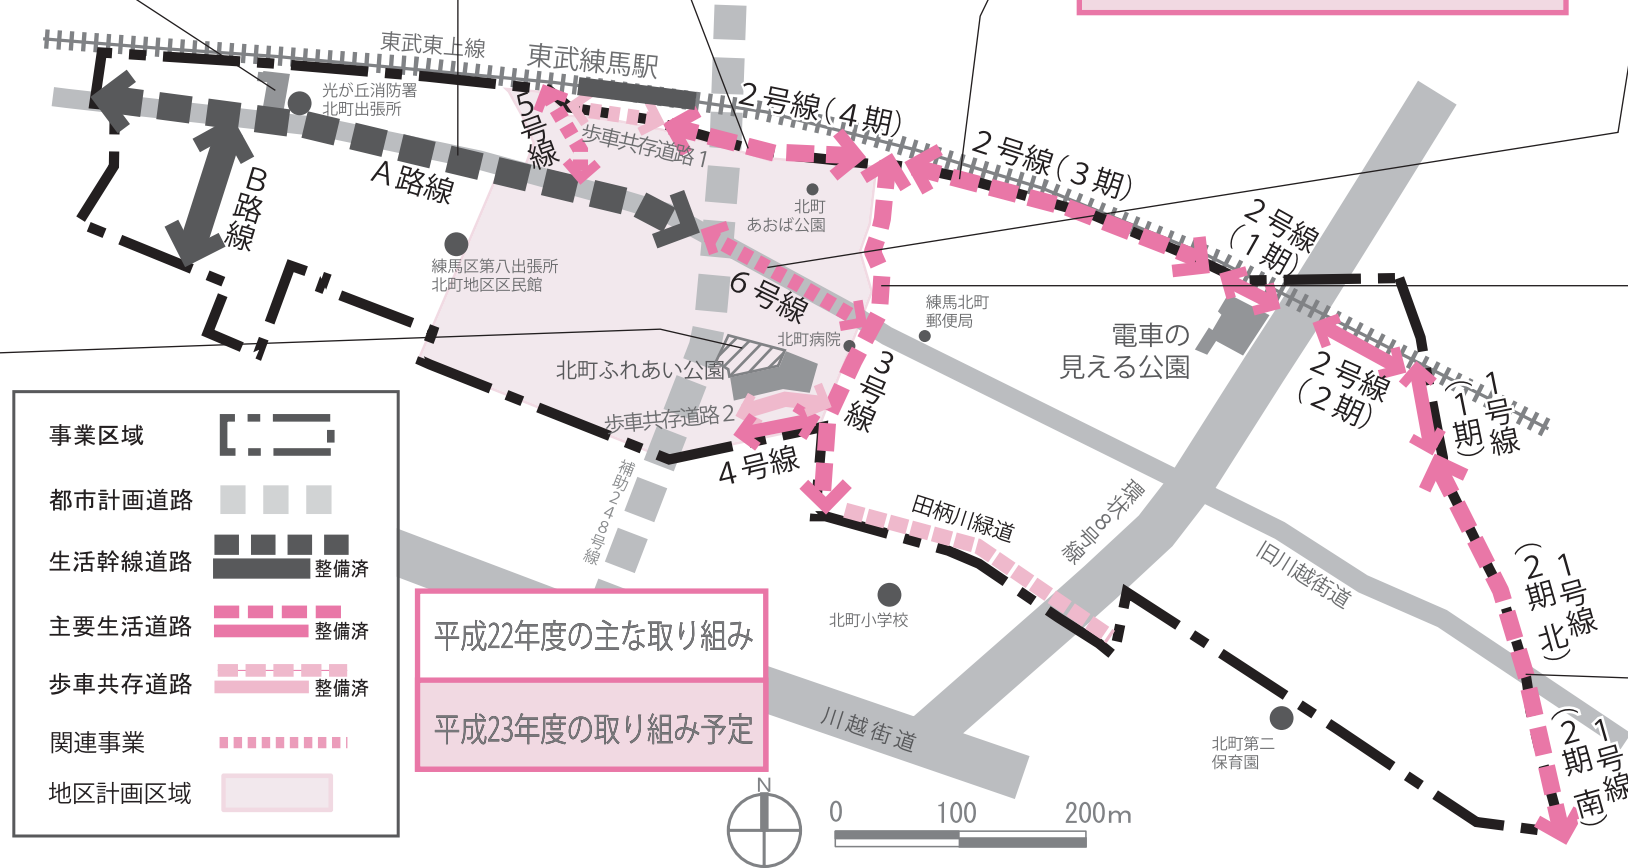 東武東上線
東武練馬駅
光が丘消防署
北町出張所
2号線(4期)
5号線
歩車共存道路1
2号線(3期)
A路線
B路線
北町
あおば公園
2号線
(1期)
練馬区第八出張所
北町地区区民館
6号線
練馬北町
郵便局
北町病院
電車の
見える公園
北町ふれあい公園
3号線
2号線
(2期)
1号線
(1期)
歩車共存道路2
4号線
補助248号線
田柄川緑道
環状8号線
旧川越街道
1号線
(2期北)
北町小学校
川越街道
北町第二
保育園
1号線
(2期南)
事業区域
都市計画道路
生活幹線道路
整備済
主要生活道路
整備済
歩車共存道路
整備済
関連事業
地区計画区域
平成22年度の主な取り組み
平成23年度の取り組み予定
N
0 100 200m